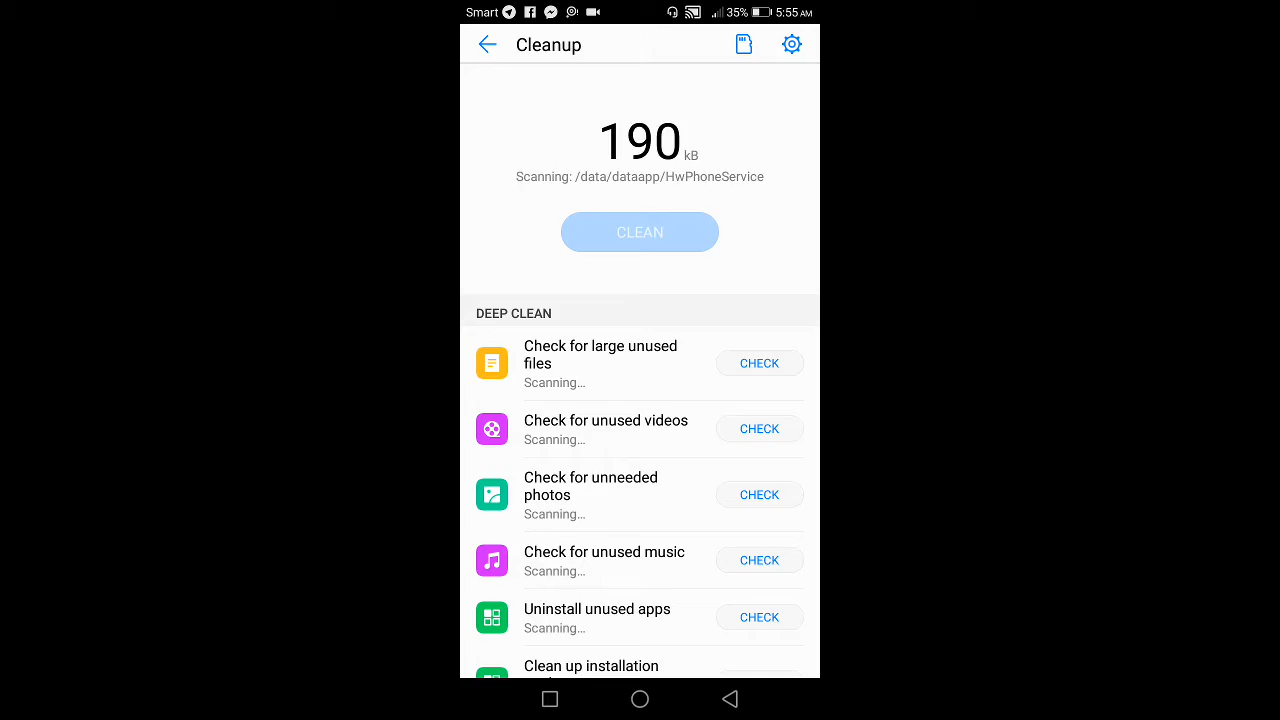 Smart 35% 5:55 AM
Cleanup
190 kB
Scanning: /data/dataapp/HwPhoneService
CLEAN
DEEP CLEAN
Check for large unused
files
Scanning...
CHECK
Check for unused videos
Scanning...
CHECK
Check for unneeded
photos
Scanning...
CHECK
Check for unused music
Scanning...
CHECK
Uninstall unused apps
Scanning...
CHECK
Clean up installation